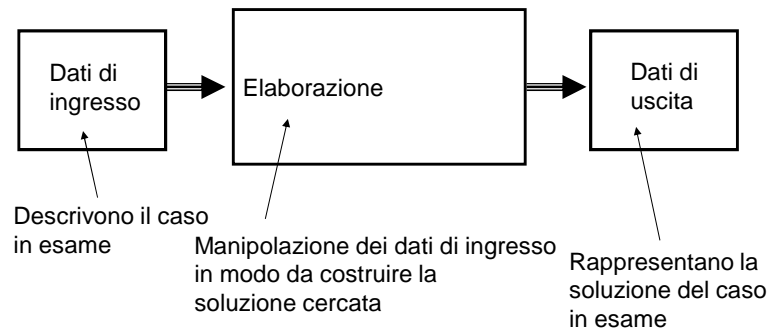 Dati di
ingresso
Elaborazione
Dati di
uscita
Descrivono il caso
in esame
Manipolazione dei dati di ingresso
in modo da costruire la
soluzione cercata
Rappresentano la
soluzione del caso
in esame